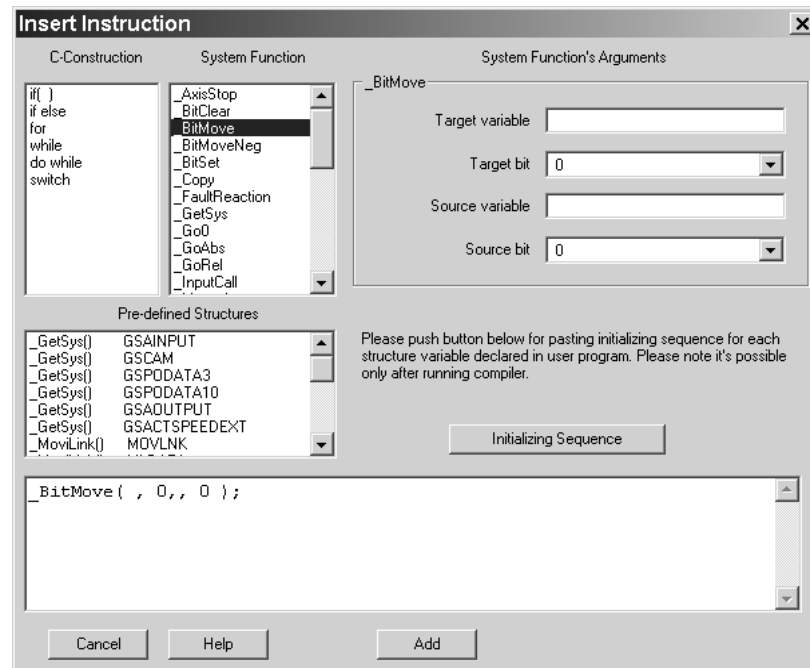 Insert Instruction
C-Construction
System Function
System Function's Arguments
if( )
if else
for
while
do while
switch
_AxisStop
_BitClear
_BitMove
_BitMoveNeg
_BitSet
_Copy
_FaultReaction
_GetSys
_Go0
_GoAbs
_GoRel
_InputCall
_BitMove
Target variable
Target bit 0
Source variable
Source bit 0
Pre-defined Structures
_GetSys() GSAINPUT
_GetSys() GSCAM
_GetSys() GSPODATA3
_GetSys() GSPODATA10
_GetSys() GSAOUTPUT
_GetSys() GSACTSPEEDEXT
_MoviLink() MOVLNK
Please push button below for pasting initializing sequence for each
structure variable declared in user program. Please note it's possible
only after running compiler.
Initializing Sequence
_BitMove( , 0,, 0 );
Cancel
Help
Add